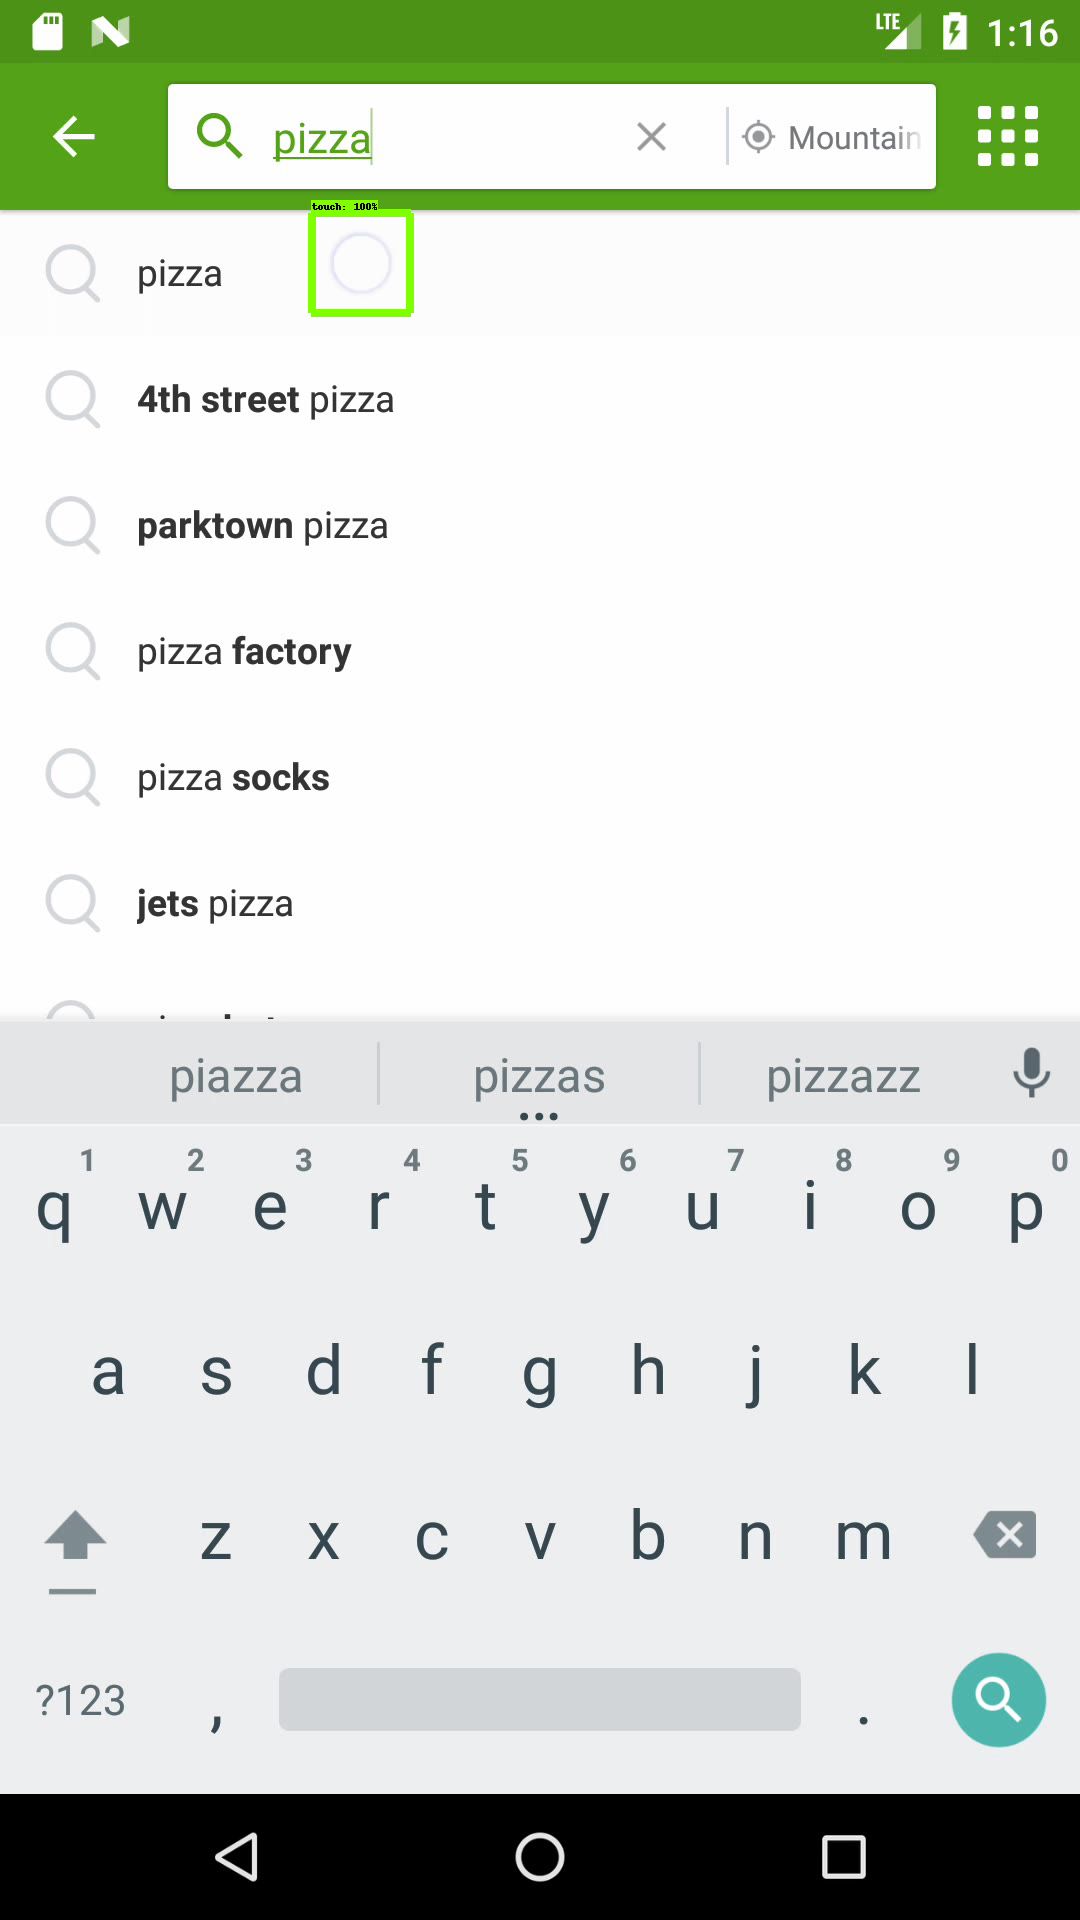 LTE 1:16
pizza Mountain
touch: 100%
pizza
4th street pizza
parktown pizza
pizza factory
pizza socks
jets pizza
piazza pizzas pizzazz
1 2 3 4 5 6 7 8 9 0
q w e r t y u i o p
a s d f g h j k l
z x c v b n m
?123 , .